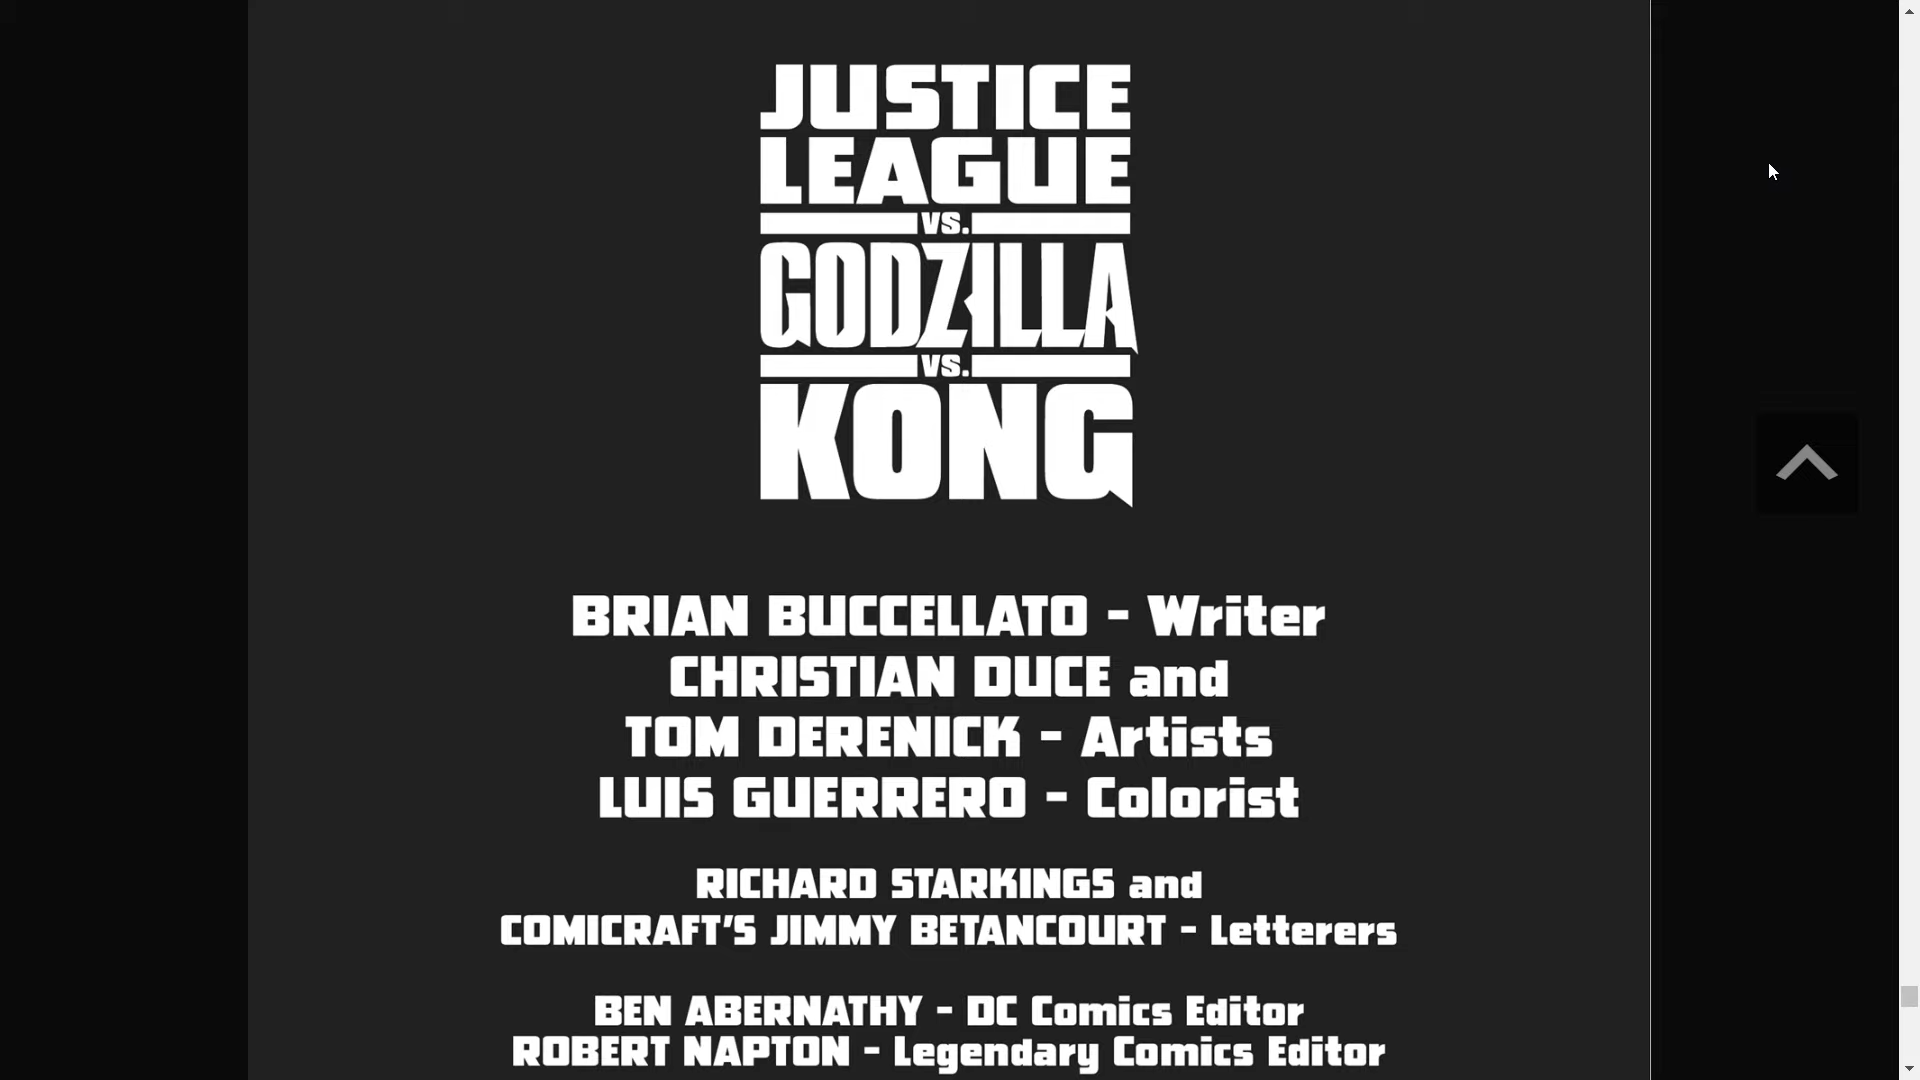 JUSTICE
LEAGUE
VS.
GODZILLA
VS.
KONG
BRIAN BUCCELLATO - Writer
CHRISTIAN DUCE and
TOM DERENICK - Artists
LUIS GUERRERO - Colorist
RICHARD STARKINGS and
COMICRAFT'S JIMMY BETANCOURT - Letterers
BEN ABERNATHY - DC Comics Editor
ROBERT NAPTON - Legendary Comics Editor